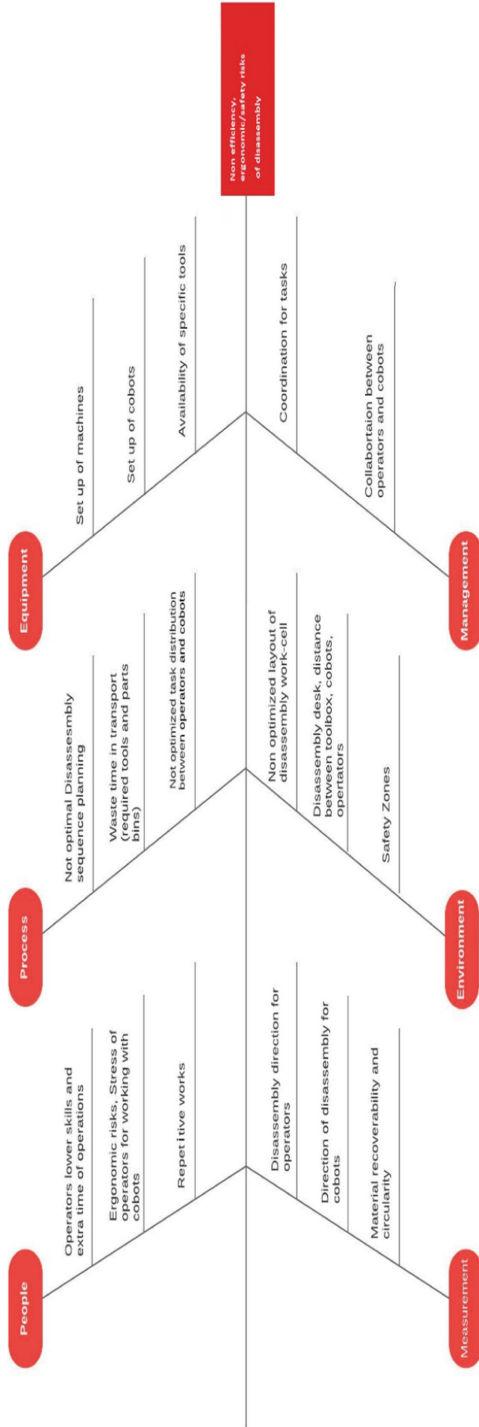 People
Operators lower skills and
extra time of operations
Ergonomic risks, Stress of
operators for working with
cobots
Repetitive works
Process
Not optimal Disassesmbly
sequence planning
Waste time in transport
(required tools and parts
bins)
Not optimized task distribution
between operators and cobots
Equipment
Set up of machines
Set up of cobots
Availability of specific tools
Non efficiency,
ergonomic/safety risks
of disassembly
Measurement
Disassembly direction for
operators
Direction of disassembly for
cobots
Material recoverability and
circularity
Environment
Non optimized layout of
disassembly work-cell
Disassembly desk, distance
between toolbox, cobots,
opertators
Safety Zones
Management
Coordination for tasks
Collabortaion between
operators and cobots